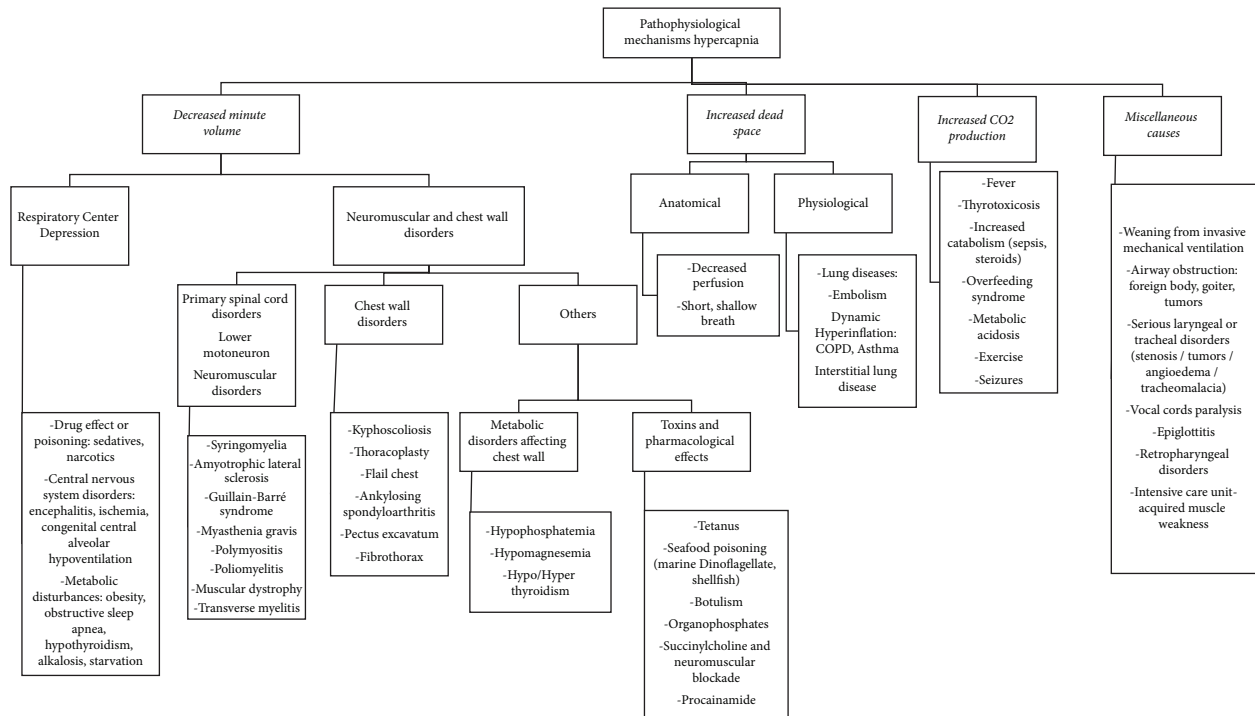 Pathophysiological
mechanisms hypercapnia
Decreased minute
volume
Increased dead
space
Increased CO2
production
Miscellaneous
causes
Respiratory Center
Depression
Neuromuscular and chest wall
disorders
Anatomical
Physiological
-Fever
-Thyrotoxicosis
-Increased
catabolism (sepsis,
steroids)
-Overfeeding
syndrome
-Metabolic
acidosis
-Exercise
-Seizures
-Weaning from invasive
mechanical ventilation
-Airway obstruction:
foreign body, goiter,
tumors
-Serious laryngeal or
tracheal disorders
(stenosis / tumors /
angioedema /
tracheomalacia)
-Vocal cords paralysis
-Epiglottitis
-Retropharyngeal
disorders
-Intensive care unit-
acquired muscle
weakness
-Decreased
perfusion
-Short, shallow
breath
-Lung diseases:
-Embolism
Dynamic
Hyperinflation:
COPD, Asthma
Interstitial lung
disease
Primary spinal cord
disorders
Lower
motoneuron
Neuromuscular
disorders
Chest wall
disorders
Others
-Drug effect or
poisoning: sedatives,
narcotics
-Central nervous
system disorders:
encephalitis, ischemia,
congenital central
alveolar
hypoventilation
-Metabolic
disturbances: obesity,
obstructive sleep
apnea,
hypothyroidism,
alkalosis, starvation
-Syringomyelia
-Amyotrophic lateral
sclerosis
-Guillain-Barré
syndrome
-Myasthenia gravis
-Polymyositis
-Poliomyelitis
-Muscular dystrophy
-Transverse myelitis
-Kyphoscoliosis
-Thoracoplasty
-Flail chest
-Ankylosing
spondyloarthritis
-Pectus excavatum
-Fibrothorax
Metabolic
disorders affecting
chest wall
Toxins and
pharmacological
effects
-Hypophosphatemia
-Hypomagnesemia
-Hypo/Hyper
thyroidism
-Tetanus
-Seafood poisoning
(marine Dinoflagellate,
shellfish)
-Botulism
-Organophosphates
-Succinylcholine and
neuromuscular
blockade
-Procainamide